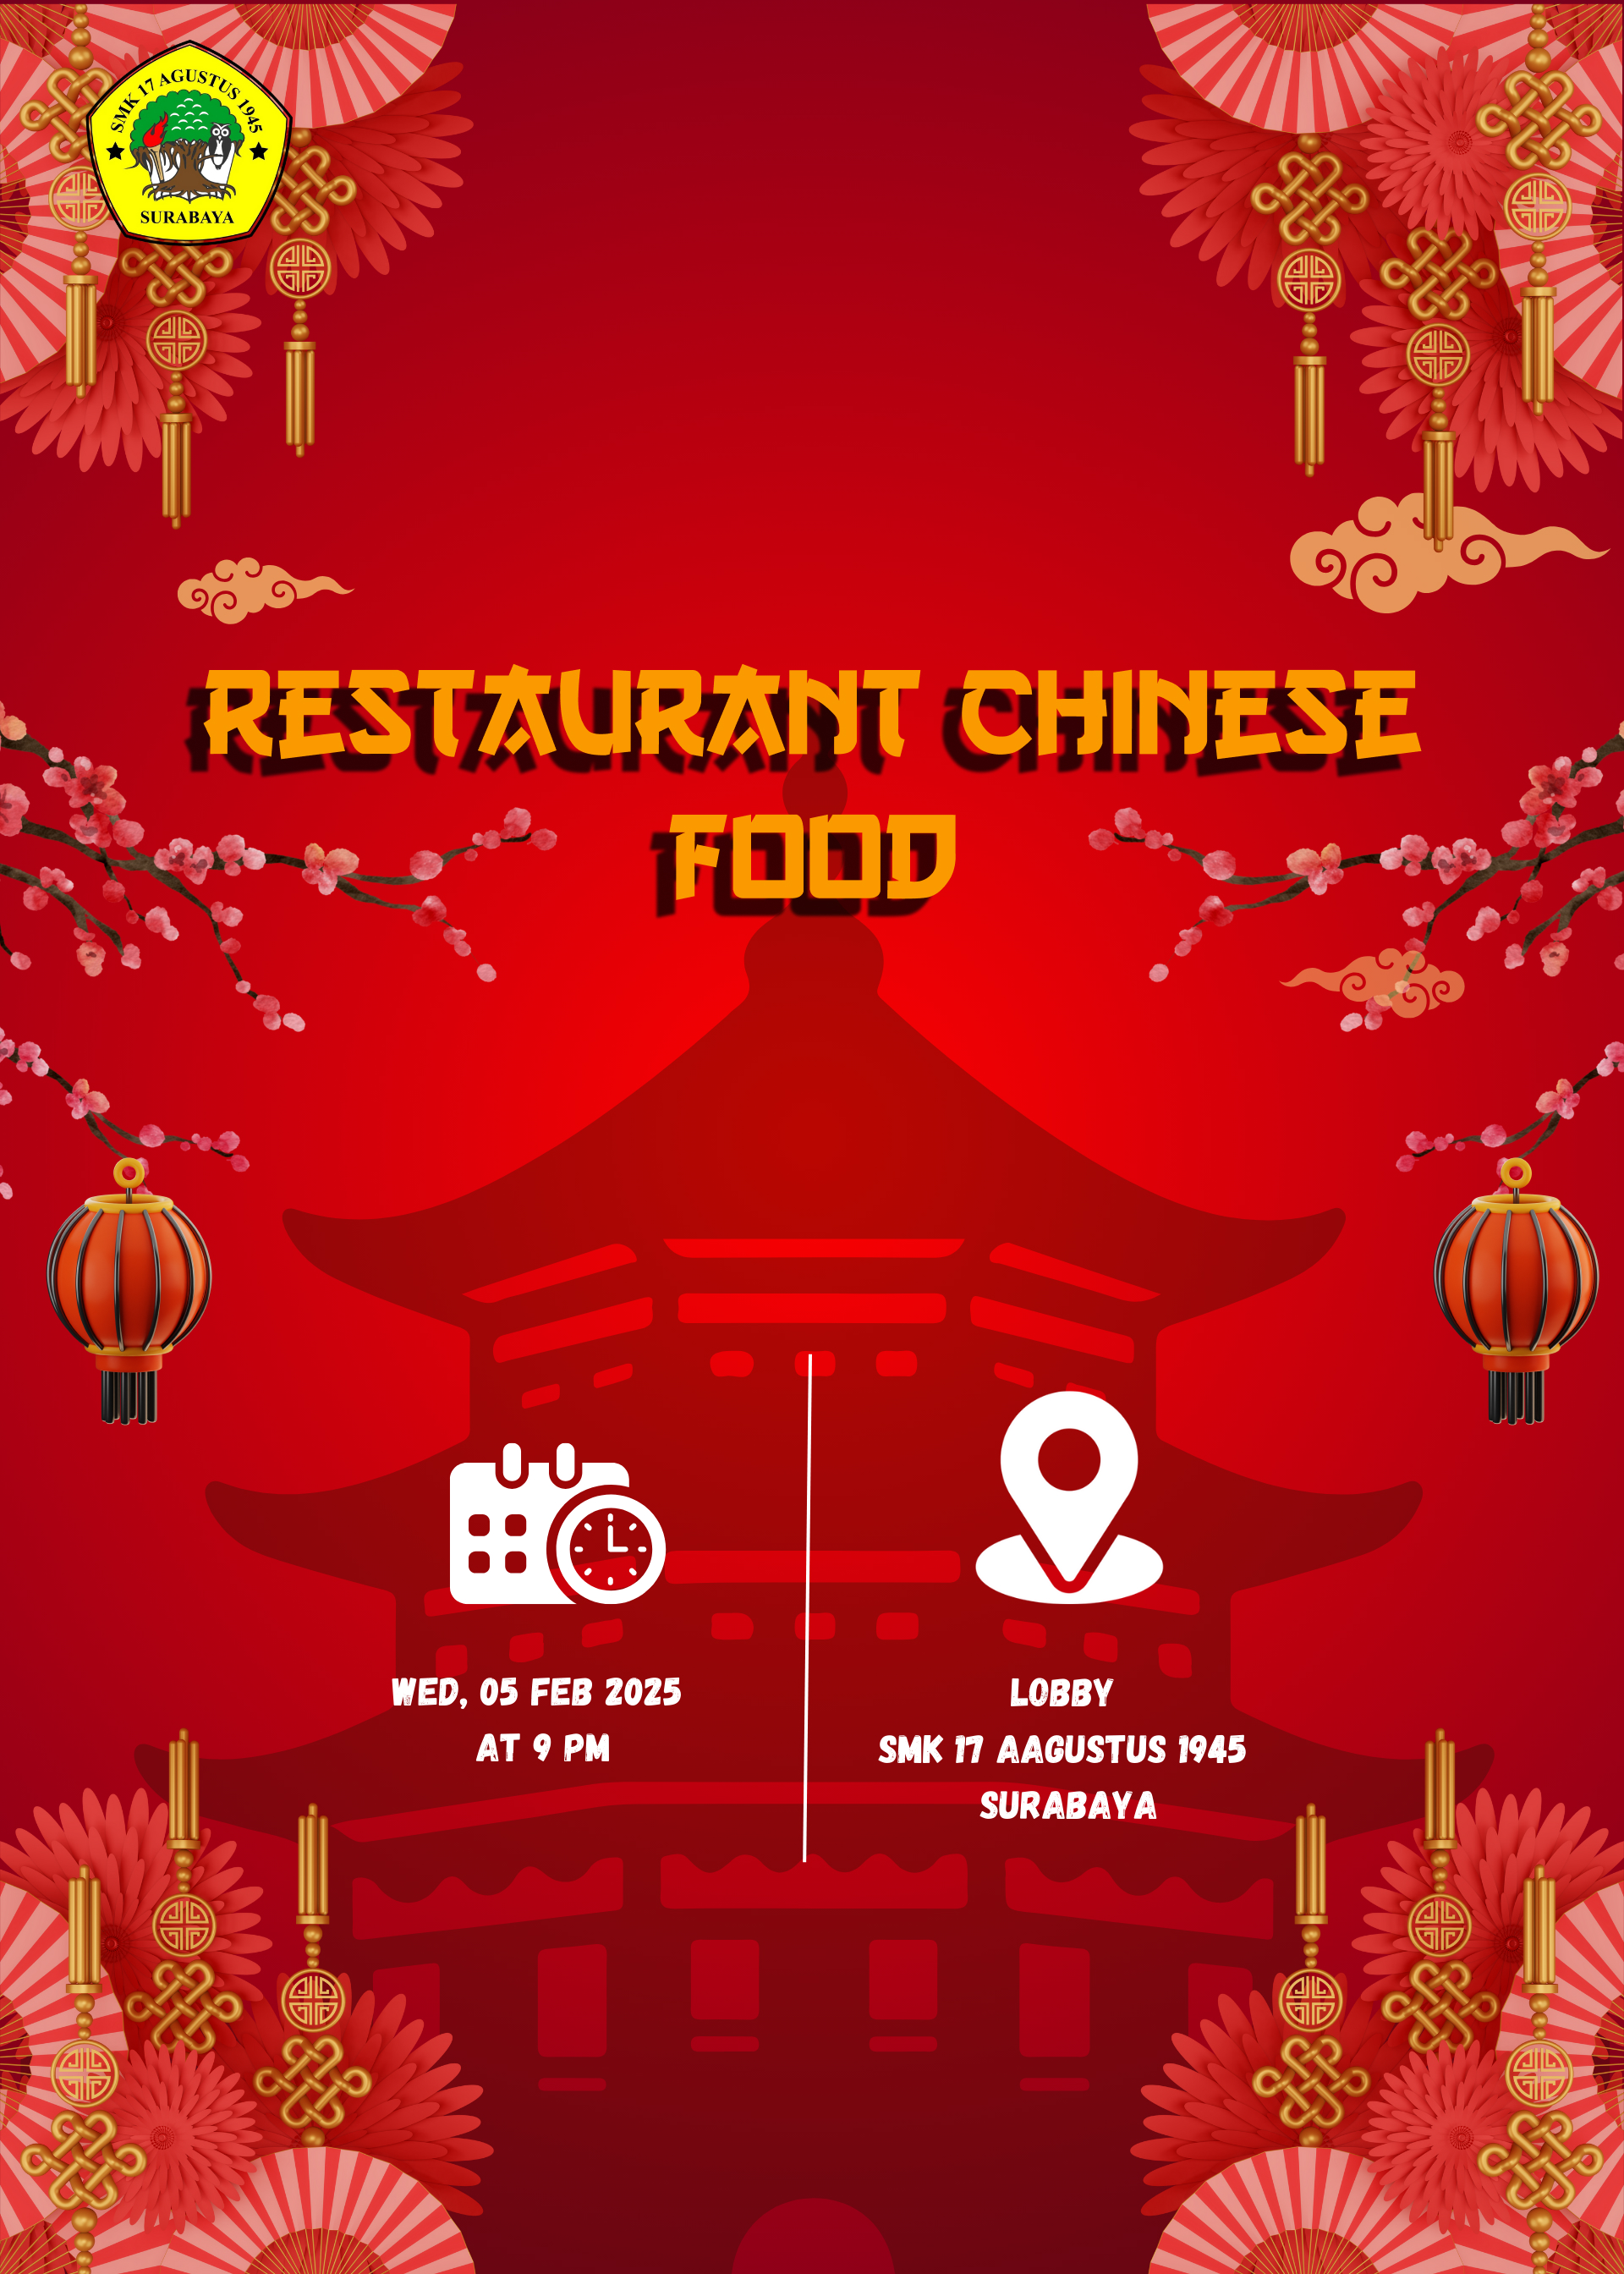 SMK 17 AGUSTUS 1945
SURABAYA
RESTAURANT CHINESE
FOOD
WED, 05 FEB 2025
AT 9 PM
LOBBY
SMK 17 AAGUSTUS 1945
SURABAYA